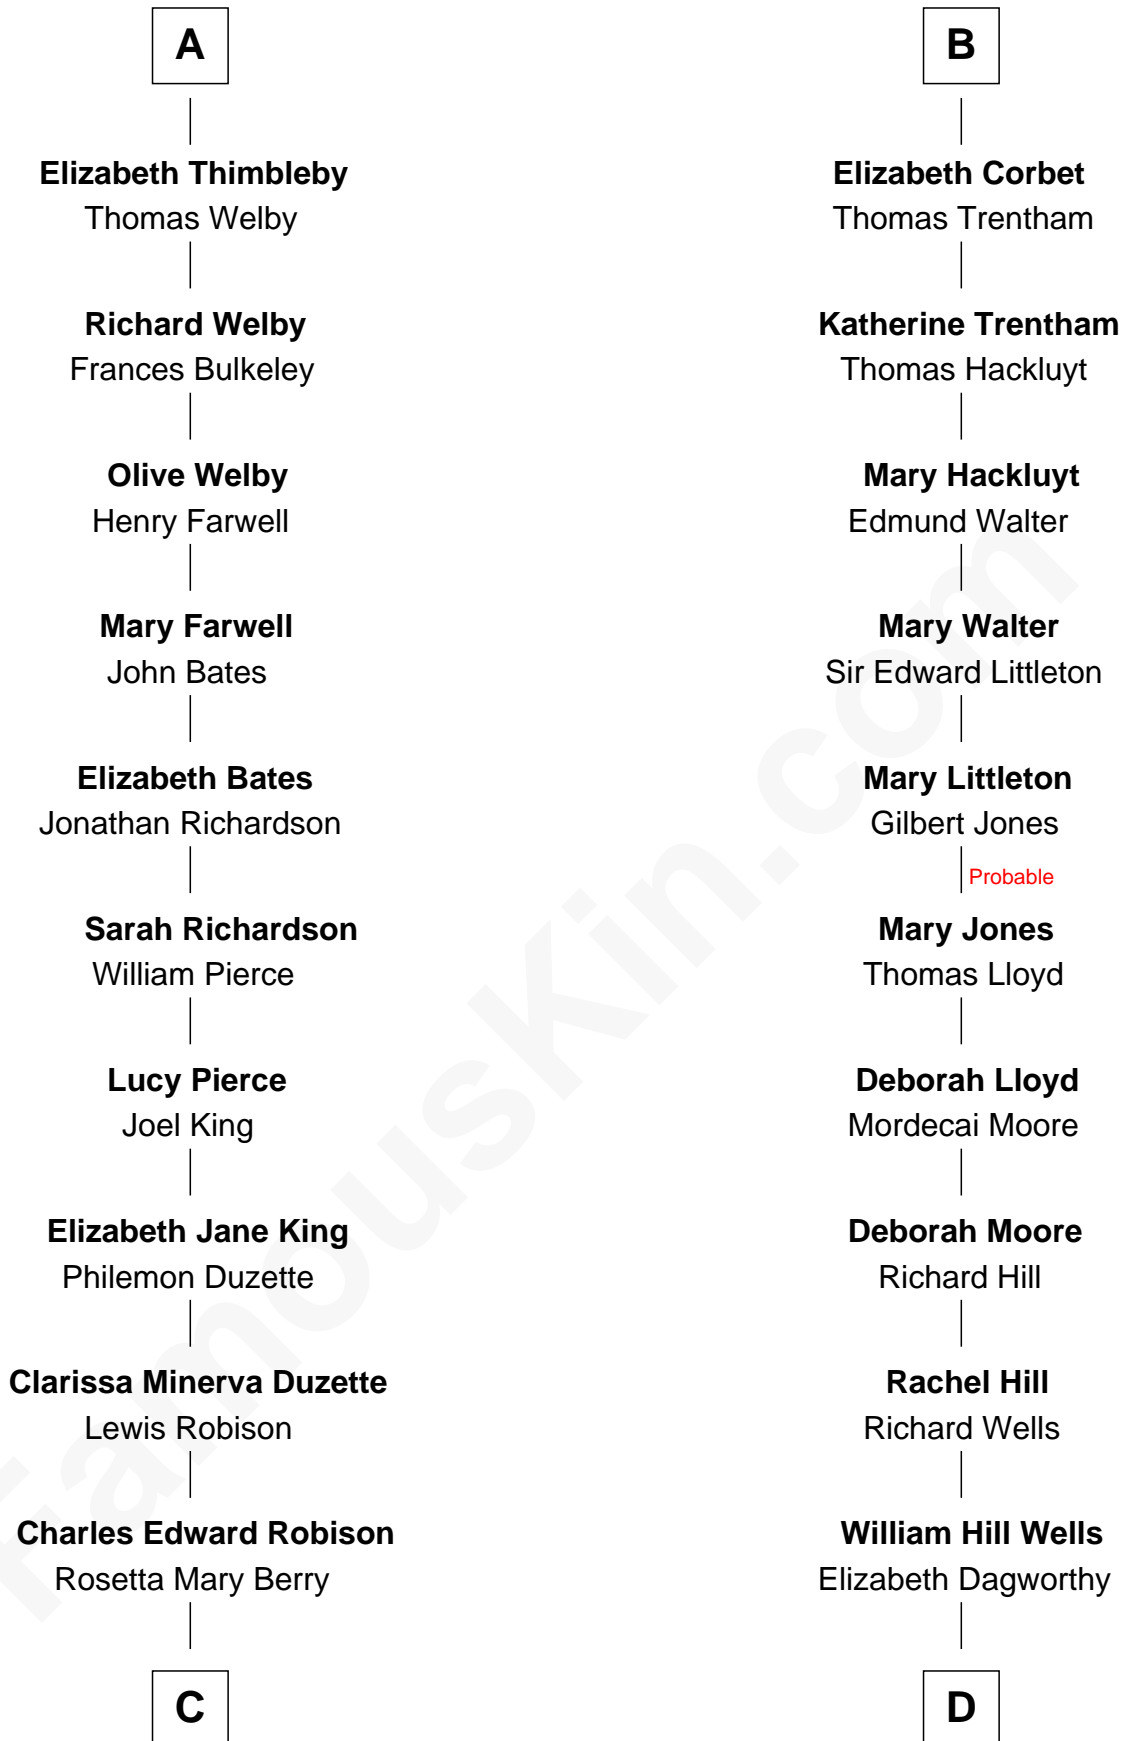 A
Elizabeth Thimbleby
Thomas Welby
Richard Welby
Frances Bulkeley
Olive Welby
Henry Farwell
Mary Farwell
John Bates
Elizabeth Bates
Jonathan Richardson
Sarah Richardson
William Pierce
Lucy Pierce
Joel King
Elizabeth Jane King
Philemon Duzette
Clarissa Minerva Duzette
Lewis Robison
Charles Edward Robison
Rosetta Mary Berry
C
B
Elizabeth Corbet
Thomas Trentham
Katherine Trentham
Thomas Hackluyt
Mary Hackluyt
Edmund Walter
Mary Walter
Sir Edward Littleton
Mary Littleton
Gilbert Jones
Probable
Mary Jones
Thomas Lloyd
Deborah Lloyd
Mordecai Moore
Deborah Moore
Richard Hill
Rachel Hill
Richard Wells
William Hill Wells
Elizabeth Dagworthy
D
FamousKin.com